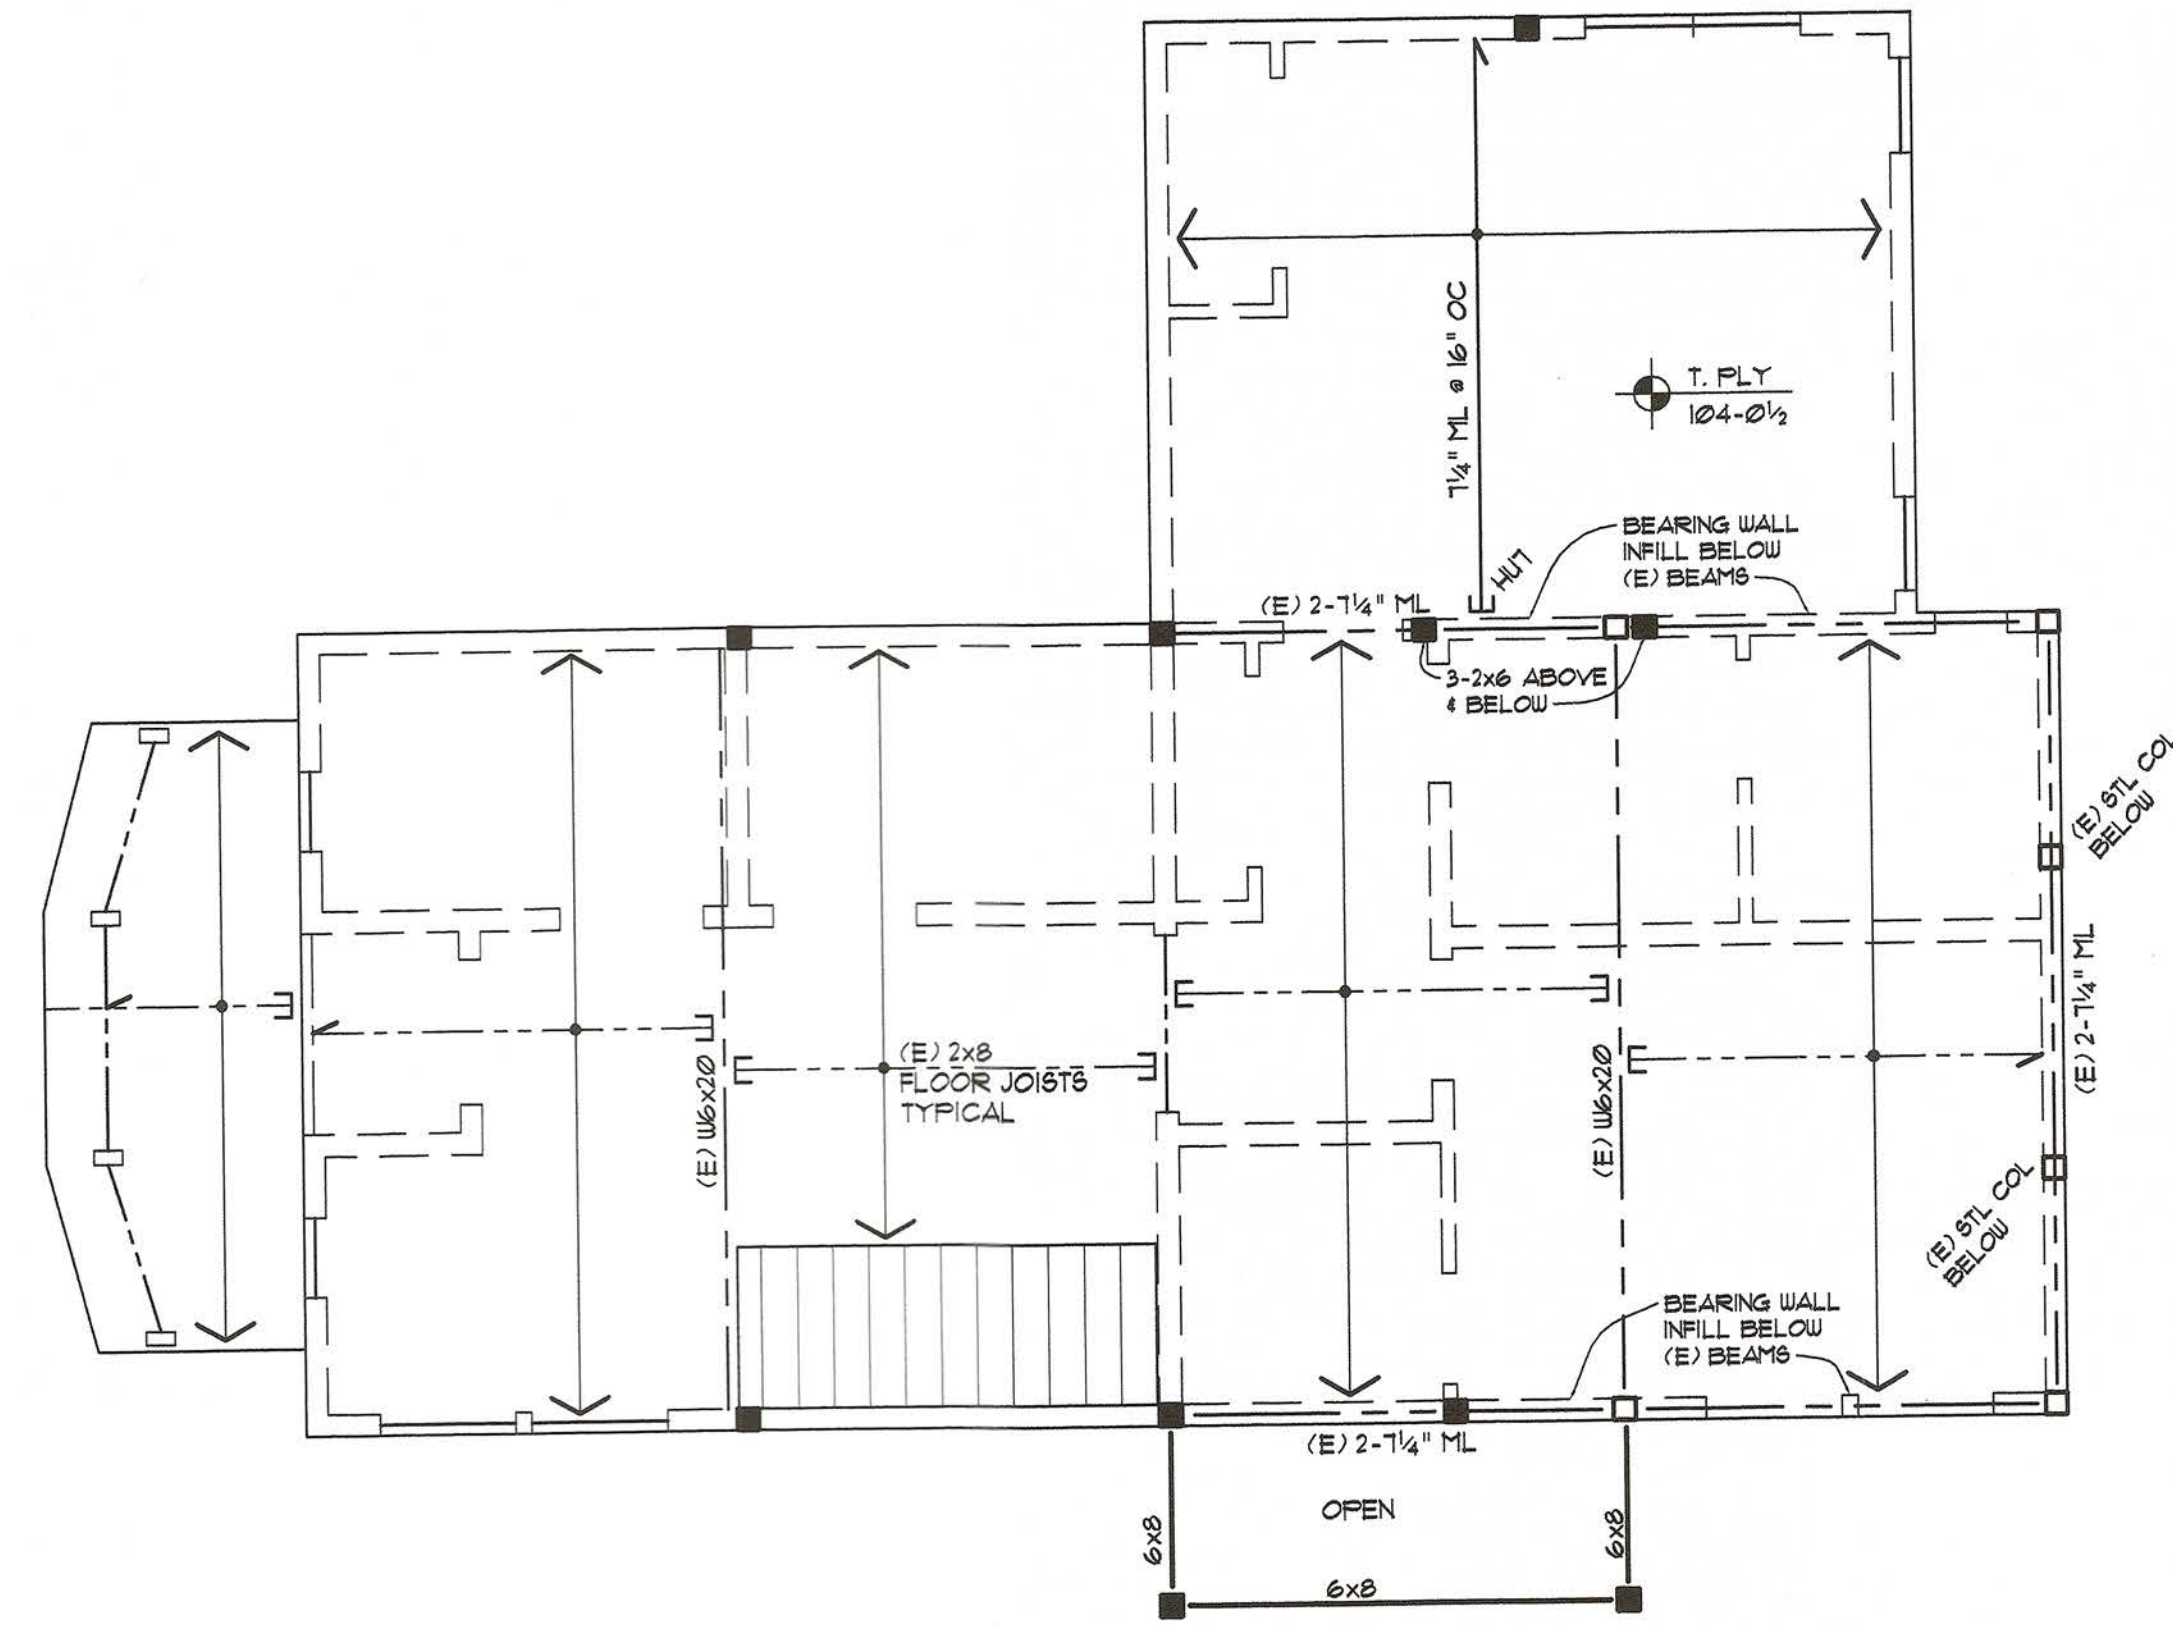 7¼" ML @ 16" OC
T. PLY
104-0½
BEARING WALL
INFILL BELOW
(E) BEAMS
HU7
(E) 2-7¼" ML
3-2x6 ABOVE
& BELOW
(E) STL COL
BELOW
(E) 2-7¼" ML
(E) W6x20
(E) 2x8
FLOOR JOISTS
TYPICAL
(E) W6x20
(E) STL COL
BELOW
BEARING WALL
INFILL BELOW
(E) BEAMS
(E) 2-7¼" ML
OPEN
6x8
6x8
6x8